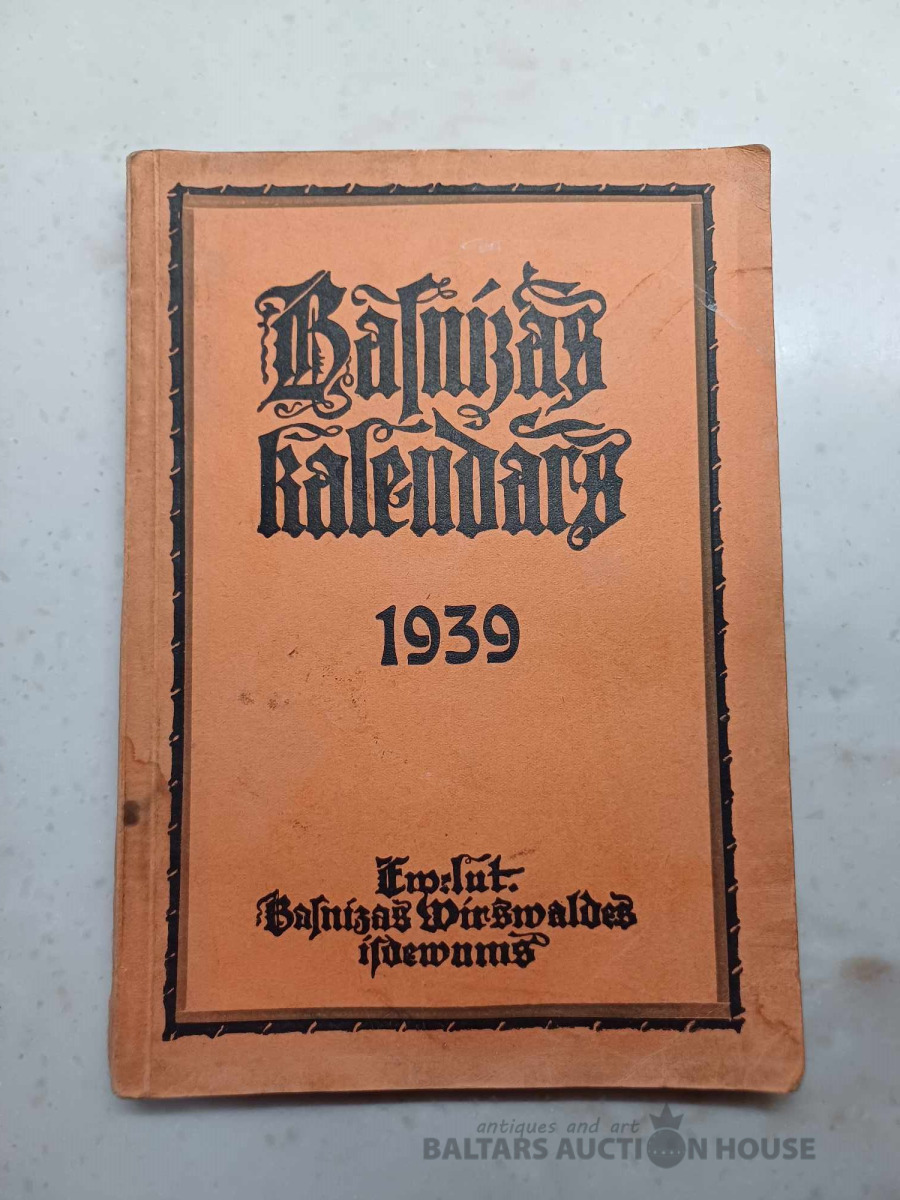 Baſnizas
kalendars
1939
Ew.-lut.
Baſnizas Wirswaldes
iſdewums
antiques and art
BALTARS AUCTION HOUSE